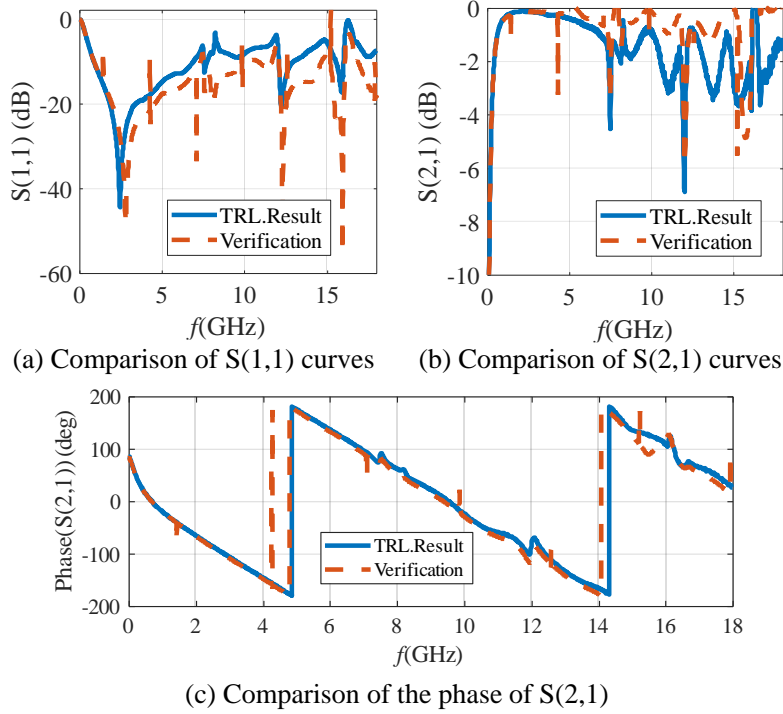 0
-20
-40
-60
S(1,1) (dB)
TRL.Result
Verification
0 5 10 15
f(GHz)
(a) Comparison of S(1,1) curves
0
-2
-4
-6
-8
-10
S(2,1) (dB)
TRL.Result
Verification
0 5 10 15
f(GHz)
(b) Comparison of S(2,1) curves
200
100
0
-100
-200
Phase(S(2,1)) (deg)
TRL.Result
Verification
0 2 4 6 8 10 12 14 16 18
f(GHz)
(c) Comparison of the phase of S(2,1)